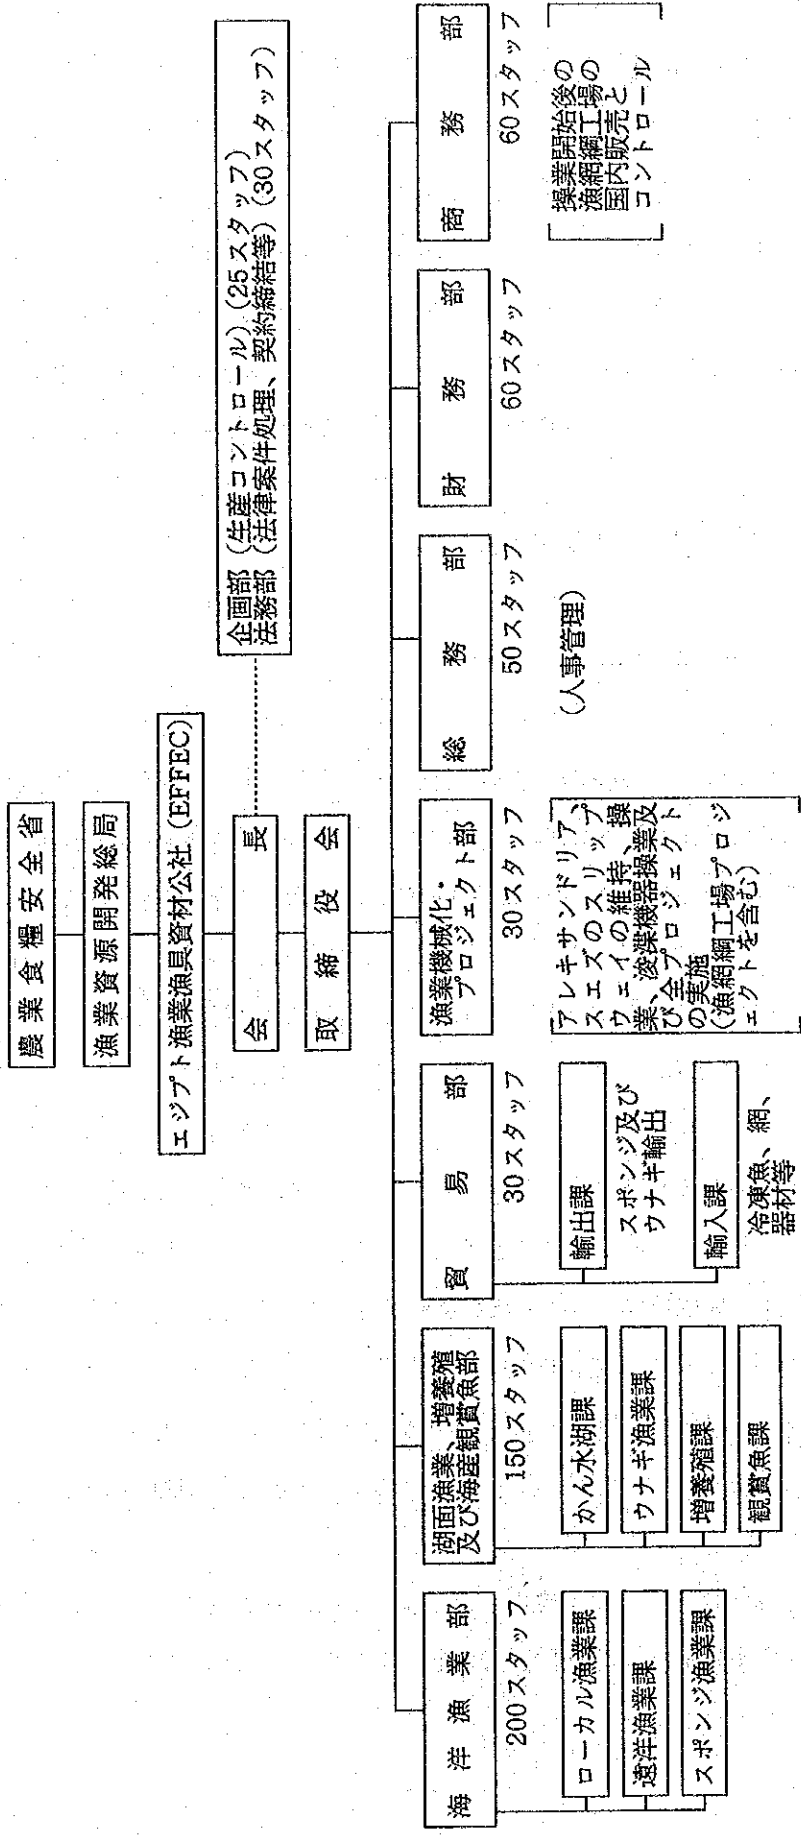 農業食糧安全省
漁業資源開発総局
エジプト漁業漁具資材公社 (EFFEC)
会長
企画部 (生産コントロール) (25スタッフ)
法務部 (法律案件処理、契約締結等) (30スタッフ)
取締役会
海洋漁業部
200スタッフ
ローカル漁業課
遠洋漁業課
スポンジ漁業課
湖面漁業、増養殖
及び海産観賞魚部
150スタッフ
かん水湖課
ウナギ漁業課
増養殖課
観賞魚課
貿易部
30スタッフ
輸出課
スポンジ及び
ウナギ輸出
輸入課
冷凍魚、網、
器材等
漁業機械化・
プロジェクト部
30スタッフ
アレキサンドリア、
スエズのスリップ
ウェイの維持、操
業、浚渫機器操業及
び全プロジェクト
の実施
(漁網綱工場プロジ
ェクトを含む)
総務部
50スタッフ
(人事管理)
財務部
60スタッフ
商務部
60スタッフ
操業開始後の
漁網綱工場の
国内販売と
コントロール